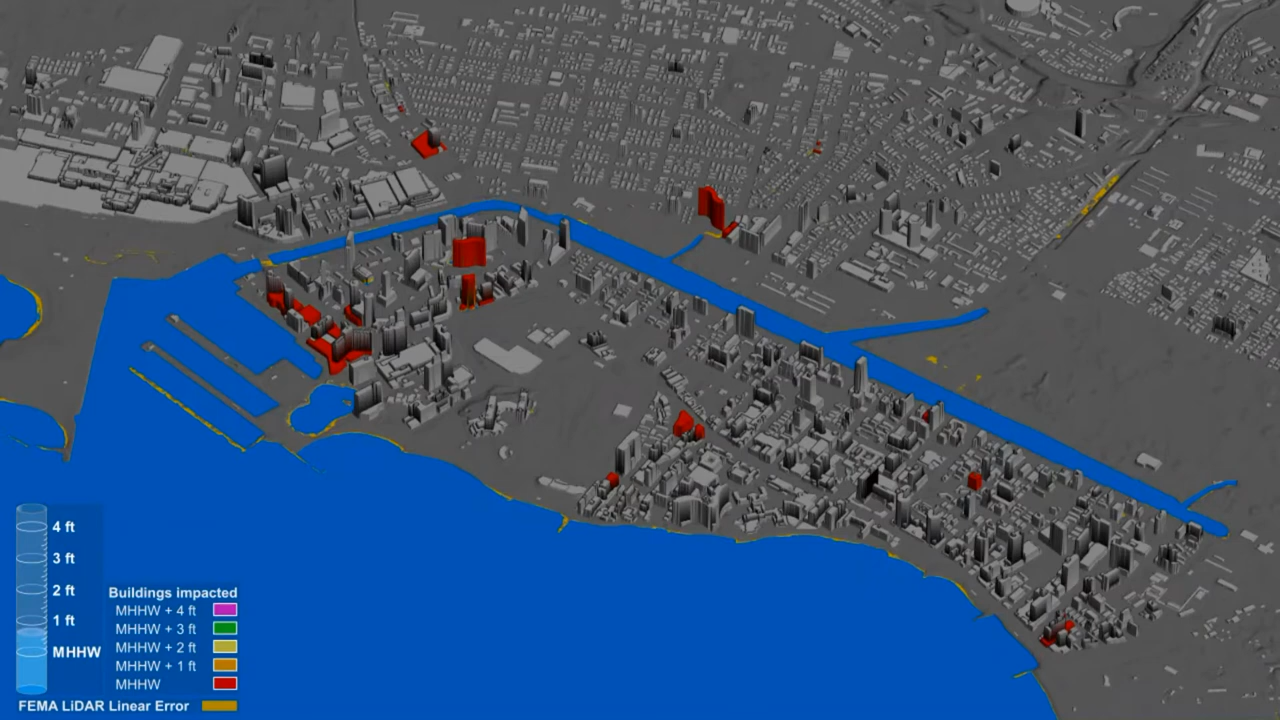 4 ft
3 ft
2 ft
1 ft
MHHW
Buildings impacted
MHHW + 4 ft
MHHW + 3 ft
MHHW + 2 ft
MHHW + 1 ft
MHHW
FEMA LiDAR Linear Error